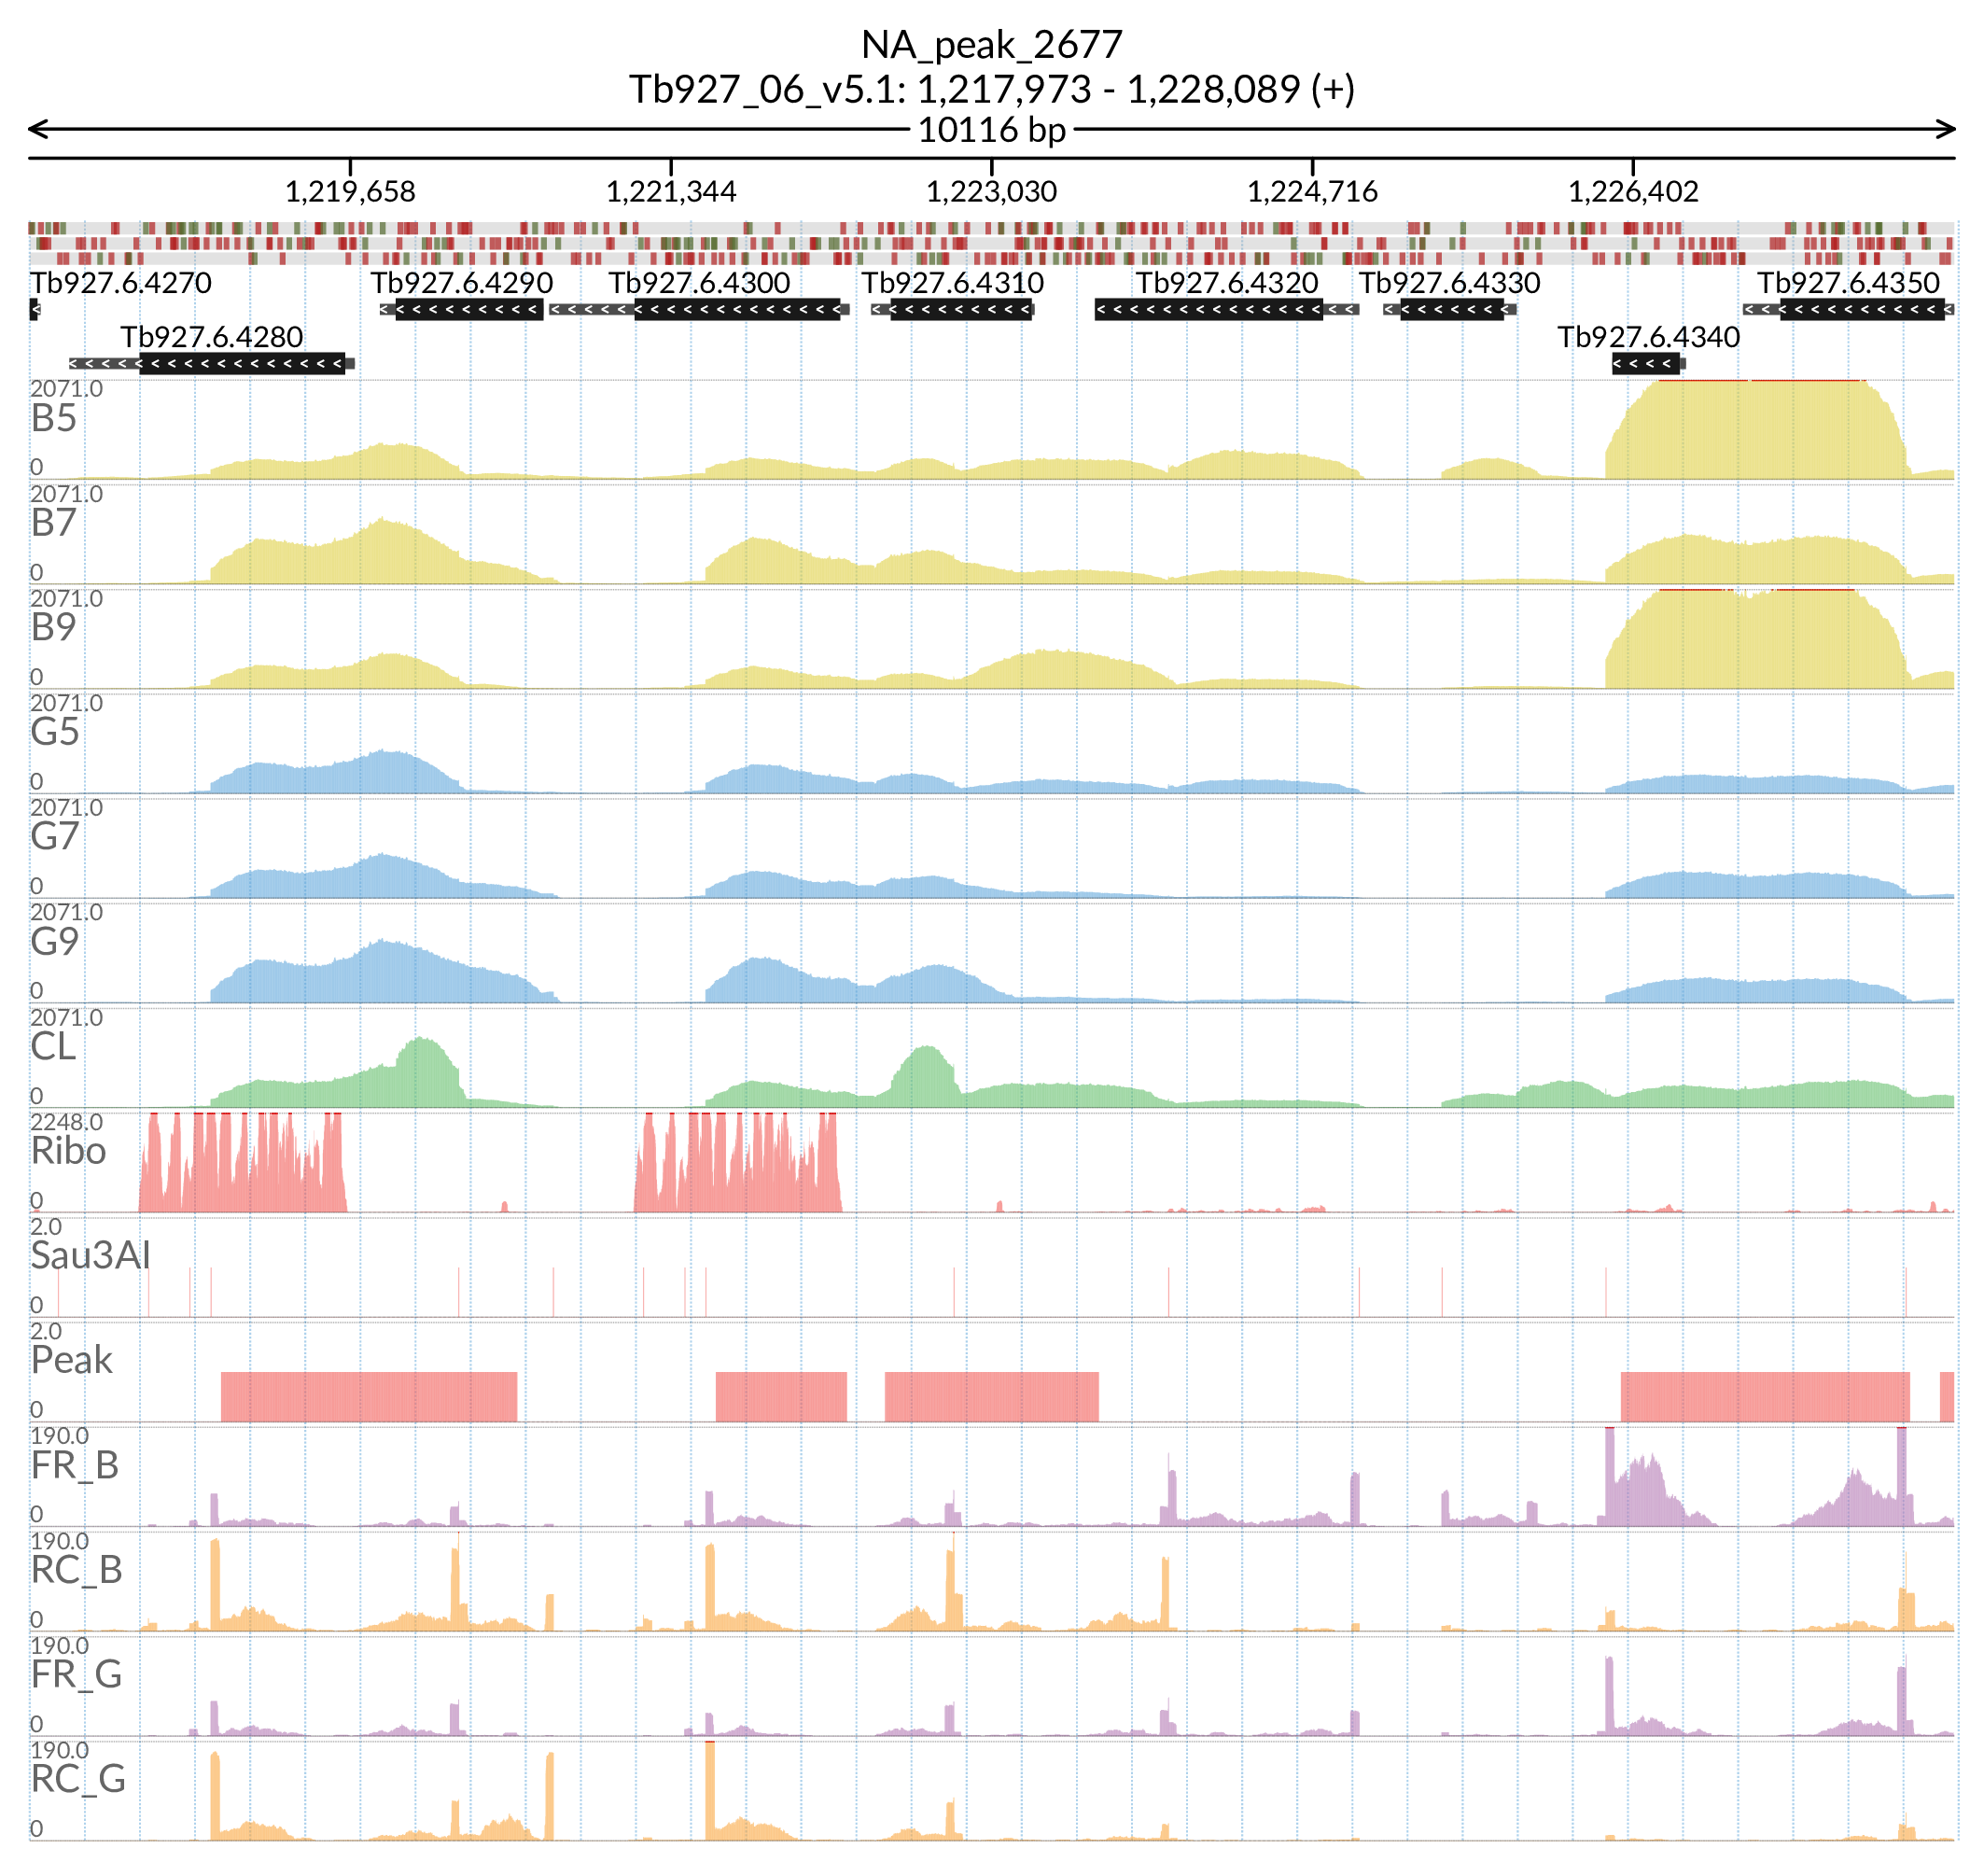 NA_peak_2677
Tb927_06_v5.1: 1,217,973 - 1,228,089 (+)
10116 bp
1,219,658 1,221,344 1,223,030 1,224,716 1,226,402
Tb927.6.4270 Tb927.6.4290 Tb927.6.4300 Tb927.6.4310 Tb927.6.4320 Tb927.6.4330 Tb927.6.4350
Tb927.6.4280 Tb927.6.4340
2071.0
B5
0
2071.0
B7
0
2071.0
B9
0
2071.0
G5
0
2071.0
G7
0
2071.0
G9
0
2071.0
CL
0
2248.0
Ribo
0
2.0
Sau3AI
0
2.0
Peak
0
190.0
FR_B
0
190.0
RC_B
0
190.0
FR_G
0
190.0
RC_G
0